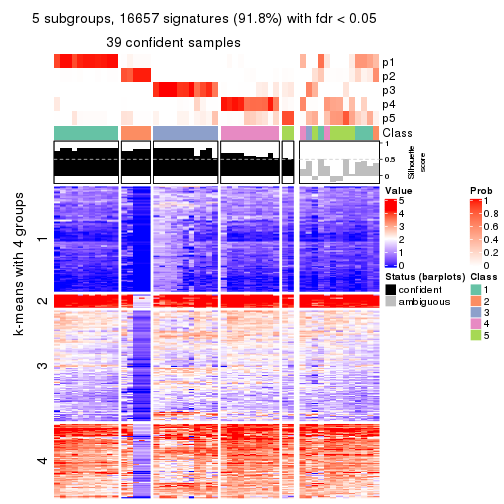 5 subgroups, 16657 signatures (91.8%) with fdr < 0.05
39 confident samples
p1
p2
p3
p4
p5
Class
1
0.5
0
Silhouette
score
k-means with 4 groups
1
2
3
4
Value
5
4
3
2
1
0
Prob
1
0.8
0.6
0.4
0.2
0
Status (barplots)
confident
ambiguous
Class
1
2
3
4
5